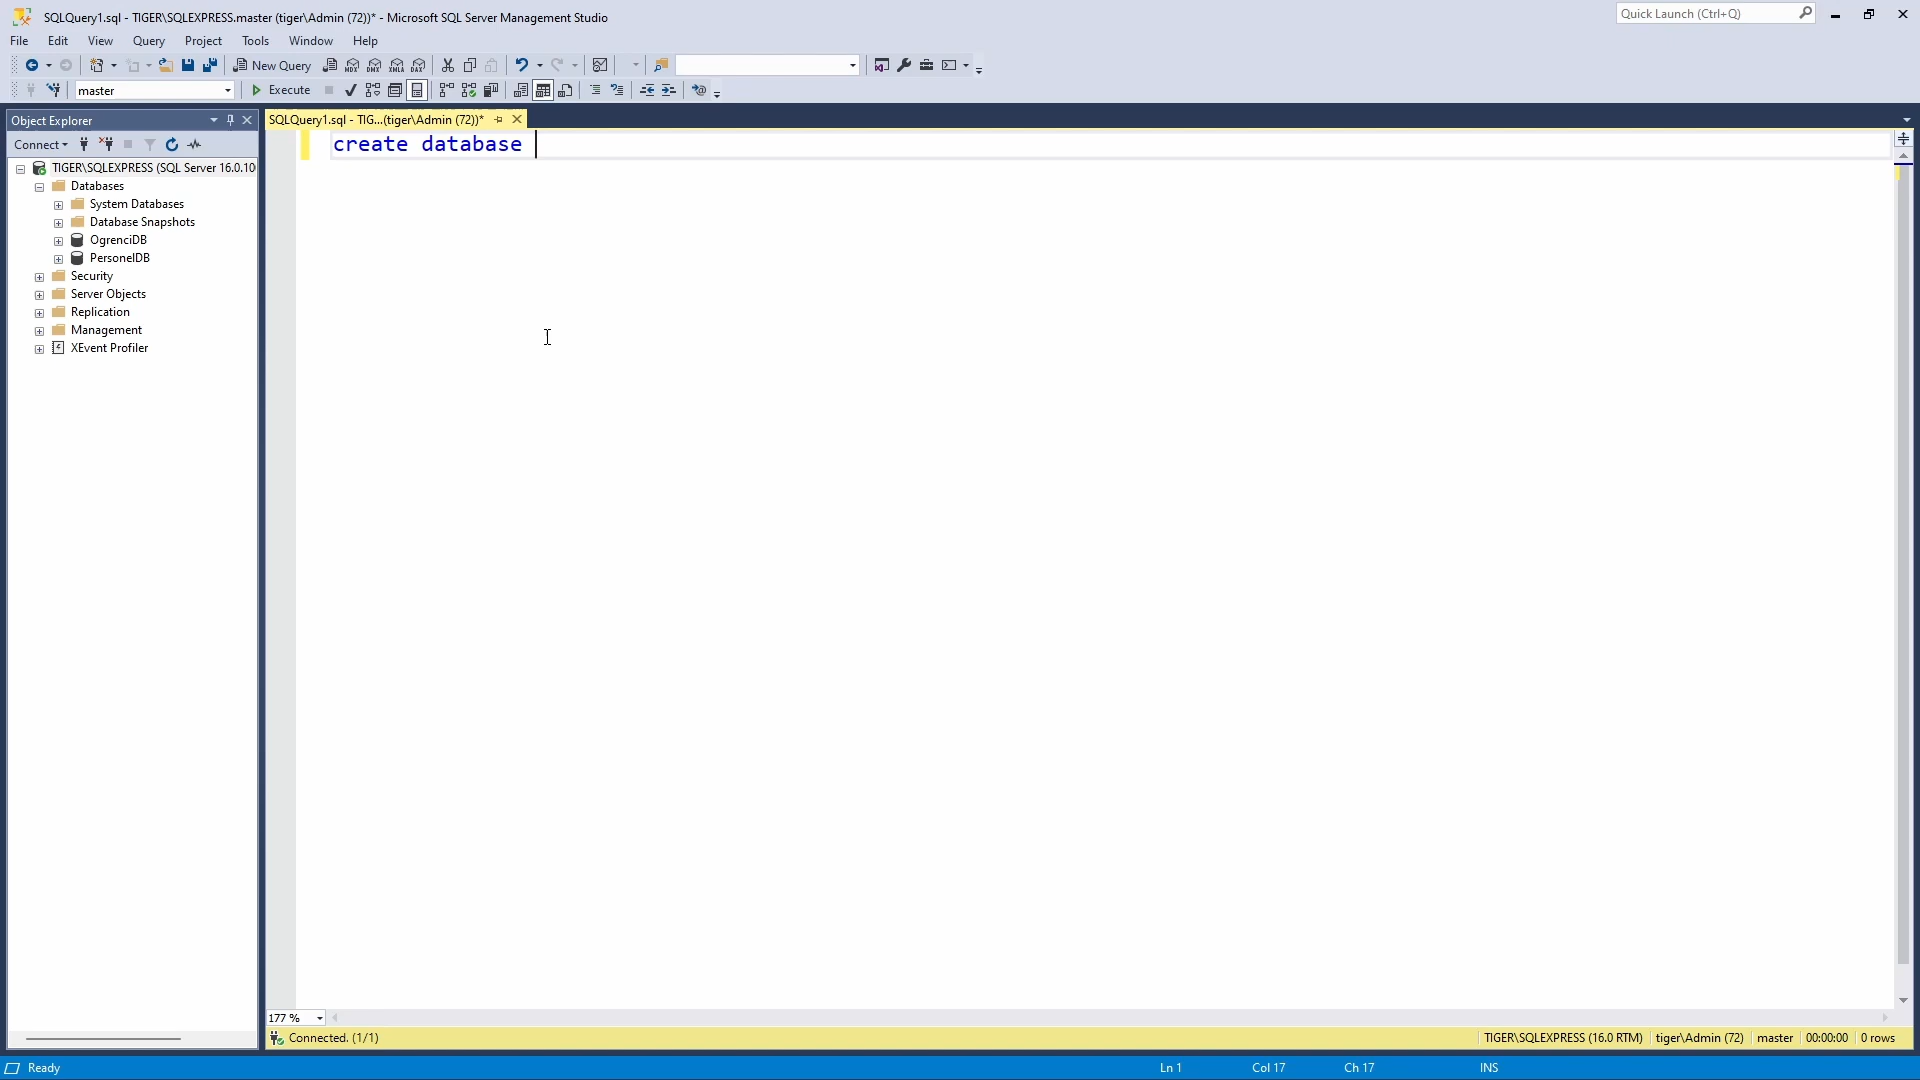 SQLQuery1.sql - TIGER\SQLEXPRESS.master (tiger\Admin (72))* - Microsoft SQL Server Management Studio
Quick Launch (Ctrl+Q)
File Edit View Query Project Tools Window Help
New Query
master Execute
Object Explorer
SQLQuery1.sql - TIG...(tiger\Admin (72))*
Connect
create database
TIGER\SQLEXPRESS (SQL Server 16.0.10
Databases
System Databases
Database Snapshots
OgrenciDB
PersonelDB
Security
Server Objects
Replication
Management
XEvent Profiler
177 %
Connected. (1/1)
TIGER\SQLEXPRESS (16.0 RTM) tiger\Admin (72) master 00:00:00 0 rows
Ready Ln 1 Col 17 Ch 17 INS